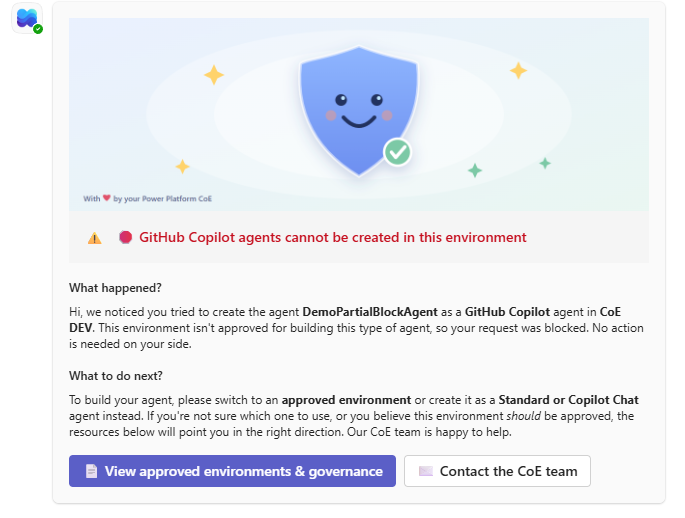 With ❤ by your Power Platform CoE
⚠ GitHub Copilot agents cannot be created in this environment
What happened?
Hi, we noticed you tried to create the agent DemoPartialBlockAgent as a GitHub Copilot agent in CoE
DEV. This environment isn't approved for building this type of agent, so your request was blocked. No action
is needed on your side.
What to do next?
To build your agent, please switch to an approved environment or create it as a Standard or Copilot Chat
agent instead. If you're not sure which one to use, or you believe this environment should be approved, the
resources below will point you in the right direction. Our CoE team is happy to help.
View approved environments & governance
Contact the CoE team